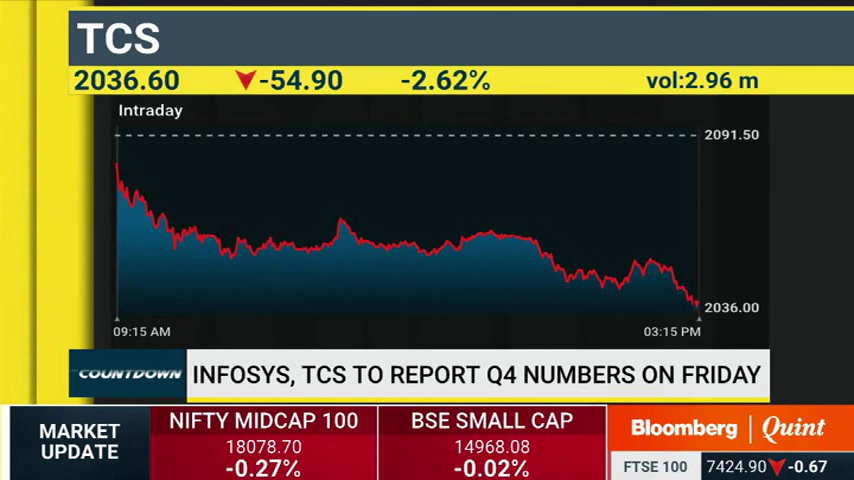 TCS
2036.60 -54.90 -2.62% vol:2.96 m
Intraday
2091.50
2036.00
09:15 AM 03:15 PM
COUNTDOWN INFOSYS, TCS TO REPORT Q4 NUMBERS ON FRIDAY
MARKET UPDATE
NIFTY MIDCAP 100
18078.70
-0.27%
BSE SMALL CAP
14968.08
-0.02%
Bloomberg | Quint
FTSE 100 7424.90 -0.67